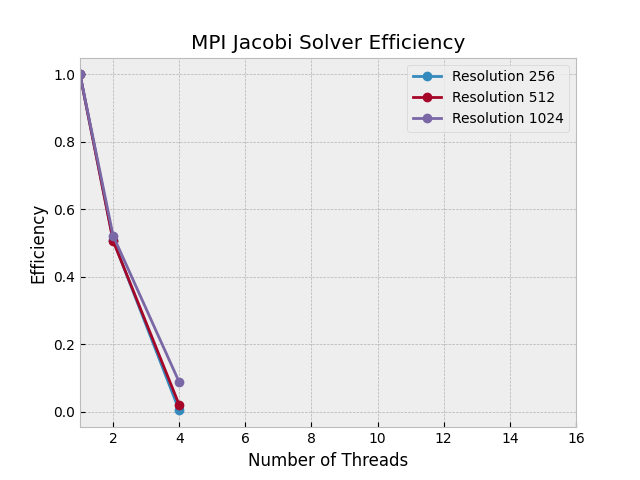 MPI Jacobi Solver Efficiency
Resolution 256
Resolution 512
Resolution 1024
1.0
0.8
0.6
0.4
0.2
0.0
Efficiency
2 4 6 8 10 12 14 16
Number of Threads